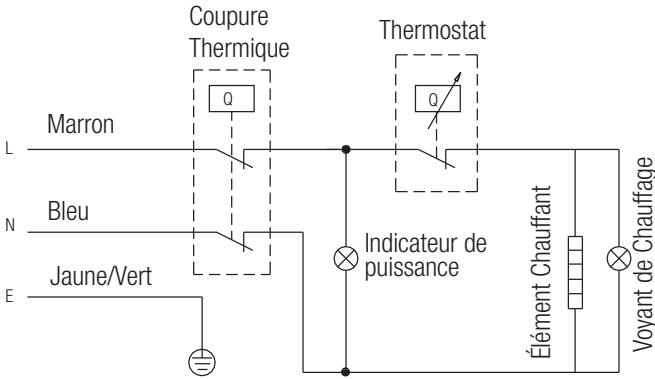 Coupure
Thermique
Thermostat
Q
Q
L
Marron
N
Bleu
E
Jaune/Vert
Indicateur de
puissance
Élément Chauffant
Voyant de Chauffage